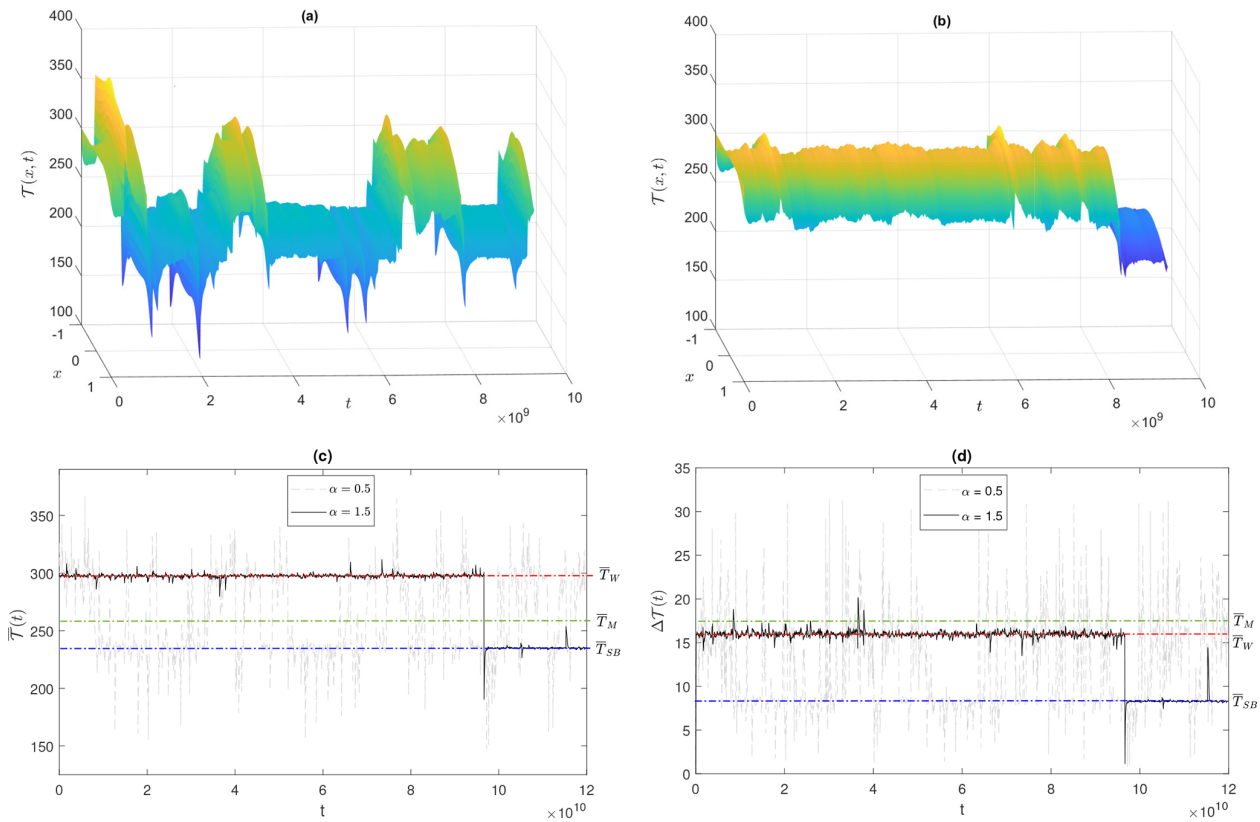 (a)
400
350
300
250
200
150
100
𝒯(x, t)
-1
0
1
x
0
2
4
6
8
10
t
×10⁹
(b)
400
350
300
250
200
150
100
𝒯(x, t)
-1
0
1
x
0
2
4
6
8
10
t
×10⁹
(c)
350
300
250
200
150
𝒯̅(t)
α = 0.5
α = 1.5
T̅_W
T̅_M
T̅_SB
0
2
4
6
8
10
12
t
×10¹⁰
(d)
35
30
25
20
15
10
5
0
Δ𝒯(t)
α = 0.5
α = 1.5
T̅_M
T̅_W
T̅_SB
0
2
4
6
8
10
12
t
×10¹⁰